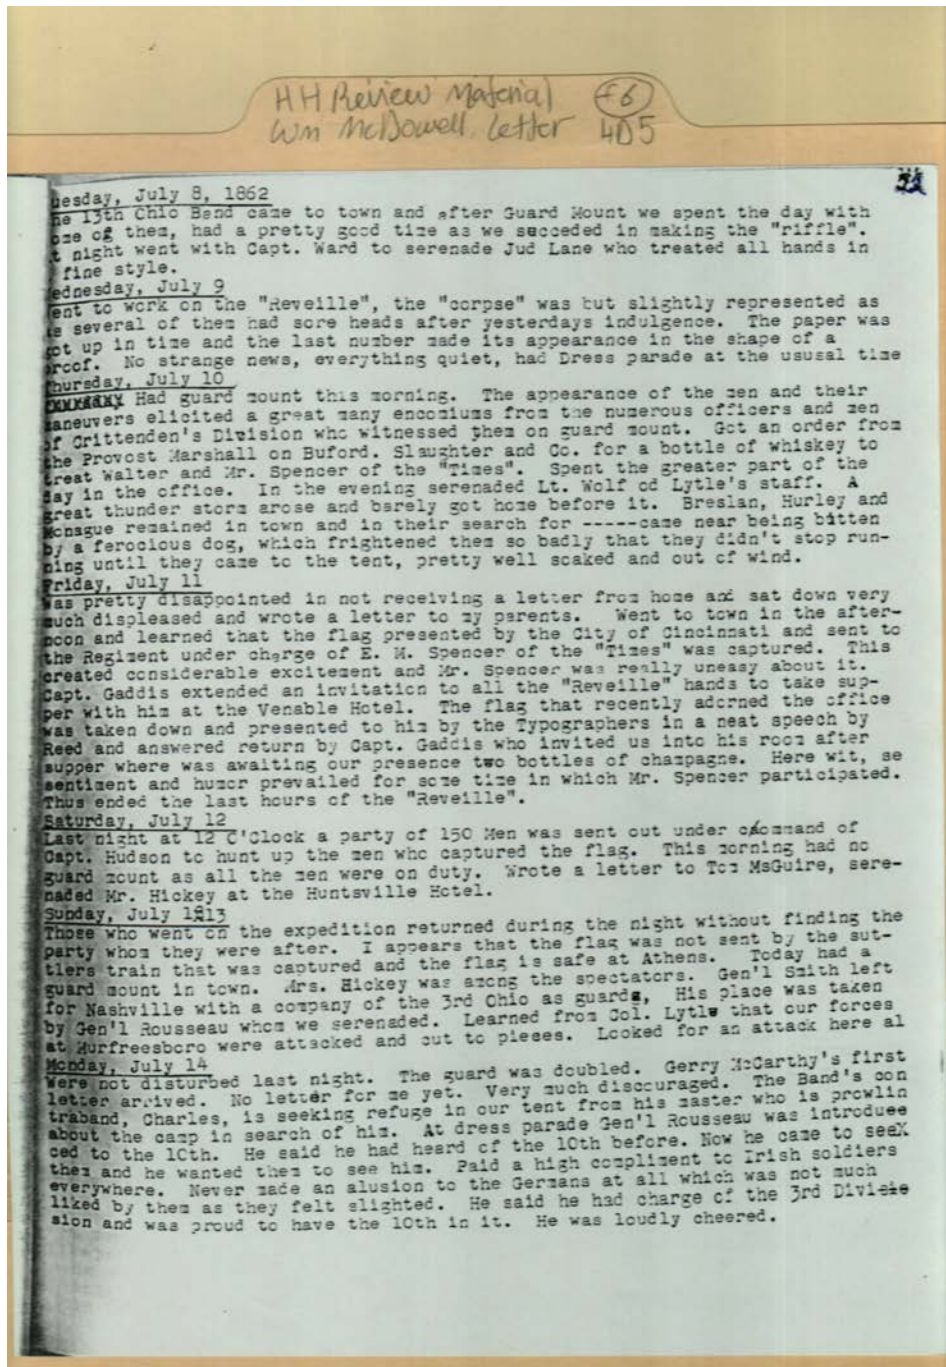 HH Review Material F6
Wm McDowell Letter 4D5
32
uesday, July 8, 1862
he 13th Ohio Band came to town and after Guard Mount we spent the day with
ome of them, had a pretty good time as we succeded in making the "riffle".
t night went with Capt. Ward to serenade Jud Lane who treated all hands in
fine style.
ednesday, July 9
ent to work on the "Reveille", the "corpse" was but slightly represented as
e several of them had sore heads after yesterdays indulgence. The paper was
ot up in time and the last number made its appearance in the shape of a
proof. No strange news, everything quiet, had Dress parade at the ususal time
Thursday, July 10
Had guard mount this morning. The appearance of the men and their
maneuvers elicited a great many encomiums from the numerous officers and men
of Crittenden's Division who witnessed them on guard mount. Got an order from
the Provost Marshall on Buford. Slaughter and Co. for a bottle of whiskey to
treat Walter and Mr. Spencer of the "Times". Spent the greater part of the
day in the office. In the evening serenaded Lt. Wolf od Lytle's staff. A
great thunder storm arose and barely got home before it. Breslan, Hurley and
Mcnague remained in town and in their search for -----came near being bitten
by a ferocious dog, which frightened them so badly that they didn't stop run-
ning until they came to the tent, pretty well soaked and out of wind.
Friday, July 11
Was pretty disappointed in not receiving a letter from home and sat down very
much displeased and wrote a letter to my parents. Went to town in the after-
noon and learned that the flag presented by the City of Cincinnati and sent to
the Regiment under charge of E. M. Spencer of the "Times" was captured. This
created considerable excitement and Mr. Spencer was really uneasy about it.
Capt. Gaddis extended an invitation to all the "Reveille" hands to take sup-
per with him at the Venable Hotel. The flag that recently adorned the office
was taken down and presented to him by the Typographers in a neat speech by
Reed and answered return by Capt. Gaddis who invited us into his room after
supper where was awaiting our presence two bottles of champagne. Here wit, se
sentiment and humor prevailed for some time in which Mr. Spencer participated.
Thus ended the last hours of the "Reveille".
Saturday, July 12
Last night at 12 O'Clock a party of 150 Men was sent out under command of
Capt. Hudson to hunt up the men who captured the flag. This morning had no
guard mount as all the men were on duty. Wrote a letter to Tom McGuire, sere-
naded Mr. Hickey at the Huntsville Hotel.
Sunday, July 13
Those who went on the expedition returned during the night without finding the
party whom they were after. I appears that the flag was not sent by the sut-
tlers train that was captured and the flag is safe at Athens. Today had a
guard mount in town. Mrs. Hickey was among the spectators. Gen'l Smith left
for Nashville with a company of the 3rd Ohio as guards, His place was taken
by Gen'l Rousseau whom we serenaded. Learned from Col. Lytle that our forces
at Murfreesboro were attacked and cut to pieses. Looked for an attack here al
Monday, July 14
Were not disturbed last night. The guard was doubled. Gerry McCarthy's first
letter arrived. No letter for me yet. Very much discouraged. The Band's con
traband, Charles, is seeking refuge in our tent from his master who is prowlin
about the camp in search of him. At dress parade Gen'l Rousseau was introduee
ced to the 10th. He said he had heard of the 10th before. Now he came to see
them and he wanted them to see him. Paid a high compliment to Irish soldiers
everywhere. Never made an alusion to the Germans at all which was not much
liked by them as they felt slighted. He said he had charge of the 3rd Divisie
sion and was proud to have the 10th in it. He was loudly cheered.